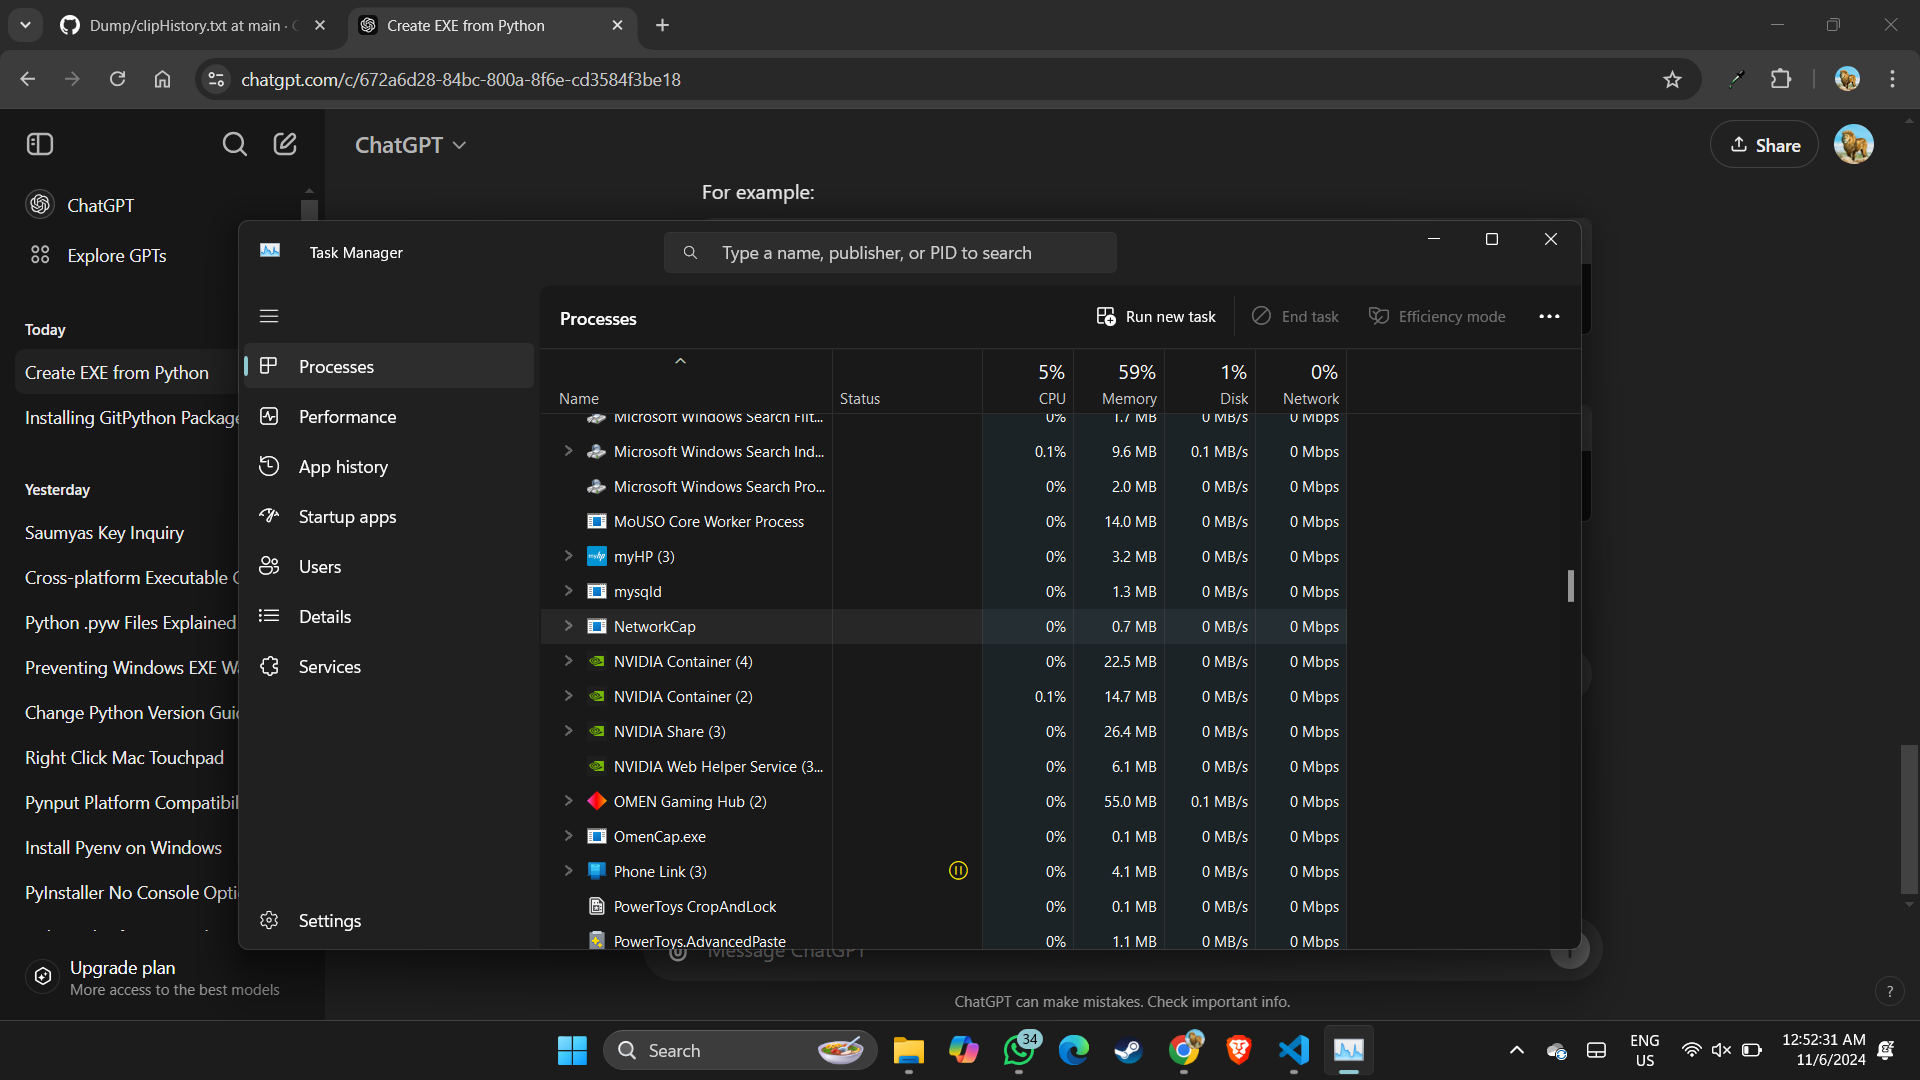 Dump/clipHistory.txt at main ·
Create EXE from Python
chatgpt.com/c/672a6d28-84bc-800a-8f6e-cd3584f3be18
ChatGPT
Share
ChatGPT
Explore GPTs
Today
Create EXE from Python
Installing GitPython Package
Yesterday
Saumyas Key Inquiry
Cross-platform Executable
Python .pyw Files Explained
Preventing Windows EXE
Change Python Version
Right Click Mac Touchpad
Pynput Platform
Install Pyenv on Windows
PyInstaller No Console
Upgrade plan
More access to the best models
For example:
Task Manager
Type a name, publisher, or PID to search
Processes
Performance
App history
Startup apps
Users
Details
Services
Settings
Processes
Run new task
End task
Efficiency mode
5% 59% 1% 0%
Name Status CPU Memory Disk Network
Microsoft Windows Search Filt... 0% 1.7 MB 0 MB/s 0 Mbps
Microsoft Windows Search Ind... 0.1% 9.6 MB 0.1 MB/s 0 Mbps
Microsoft Windows Search Pro... 0% 2.0 MB 0 MB/s 0 Mbps
MoUSO Core Worker Process 0% 14.0 MB 0 MB/s 0 Mbps
myHP (3) 0% 3.2 MB 0 MB/s 0 Mbps
mysqld 0% 1.3 MB 0 MB/s 0 Mbps
NetworkCap 0% 0.7 MB 0 MB/s 0 Mbps
NVIDIA Container (4) 0% 22.5 MB 0 MB/s 0 Mbps
NVIDIA Container (2) 0.1% 14.7 MB 0 MB/s 0 Mbps
NVIDIA Share (3) 0% 26.4 MB 0 MB/s 0 Mbps
NVIDIA Web Helper Service (3... 0% 6.1 MB 0 MB/s 0 Mbps
OMEN Gaming Hub (2) 0% 55.0 MB 0.1 MB/s 0 Mbps
OmenCap.exe 0% 0.1 MB 0 MB/s 0 Mbps
Phone Link (3) 0% 4.1 MB 0 MB/s 0 Mbps
PowerToys CropAndLock 0% 0.1 MB 0 MB/s 0 Mbps
PowerToys.AdvancedPaste 0% 1.1 MB 0 MB/s 0 Mbps
Message ChatGPT
ChatGPT can make mistakes. Check important info.
?
Search
34
ENG
US
12:52:31 AM
11/6/2024